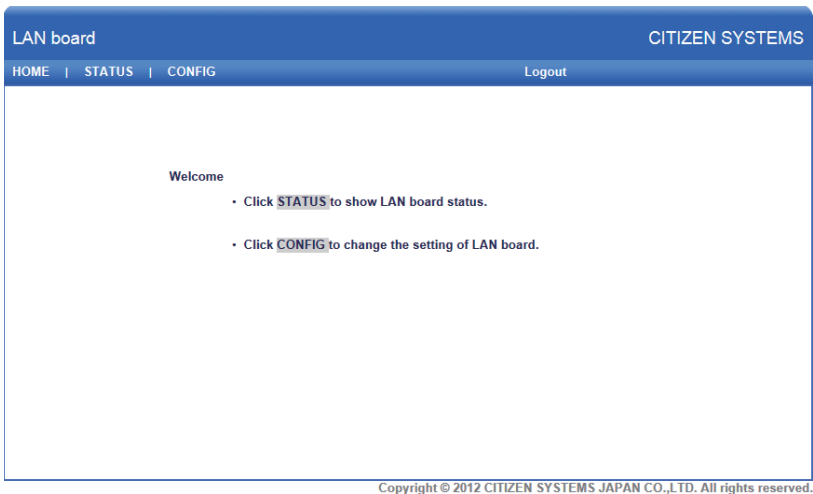 LAN board CITIZEN SYSTEMS
HOME | STATUS | CONFIG Logout
Welcome
• Click STATUS to show LAN board status.
• Click CONFIG to change the setting of LAN board.
Copyright © 2012 CITIZEN SYSTEMS JAPAN CO.,LTD. All rights reserved.